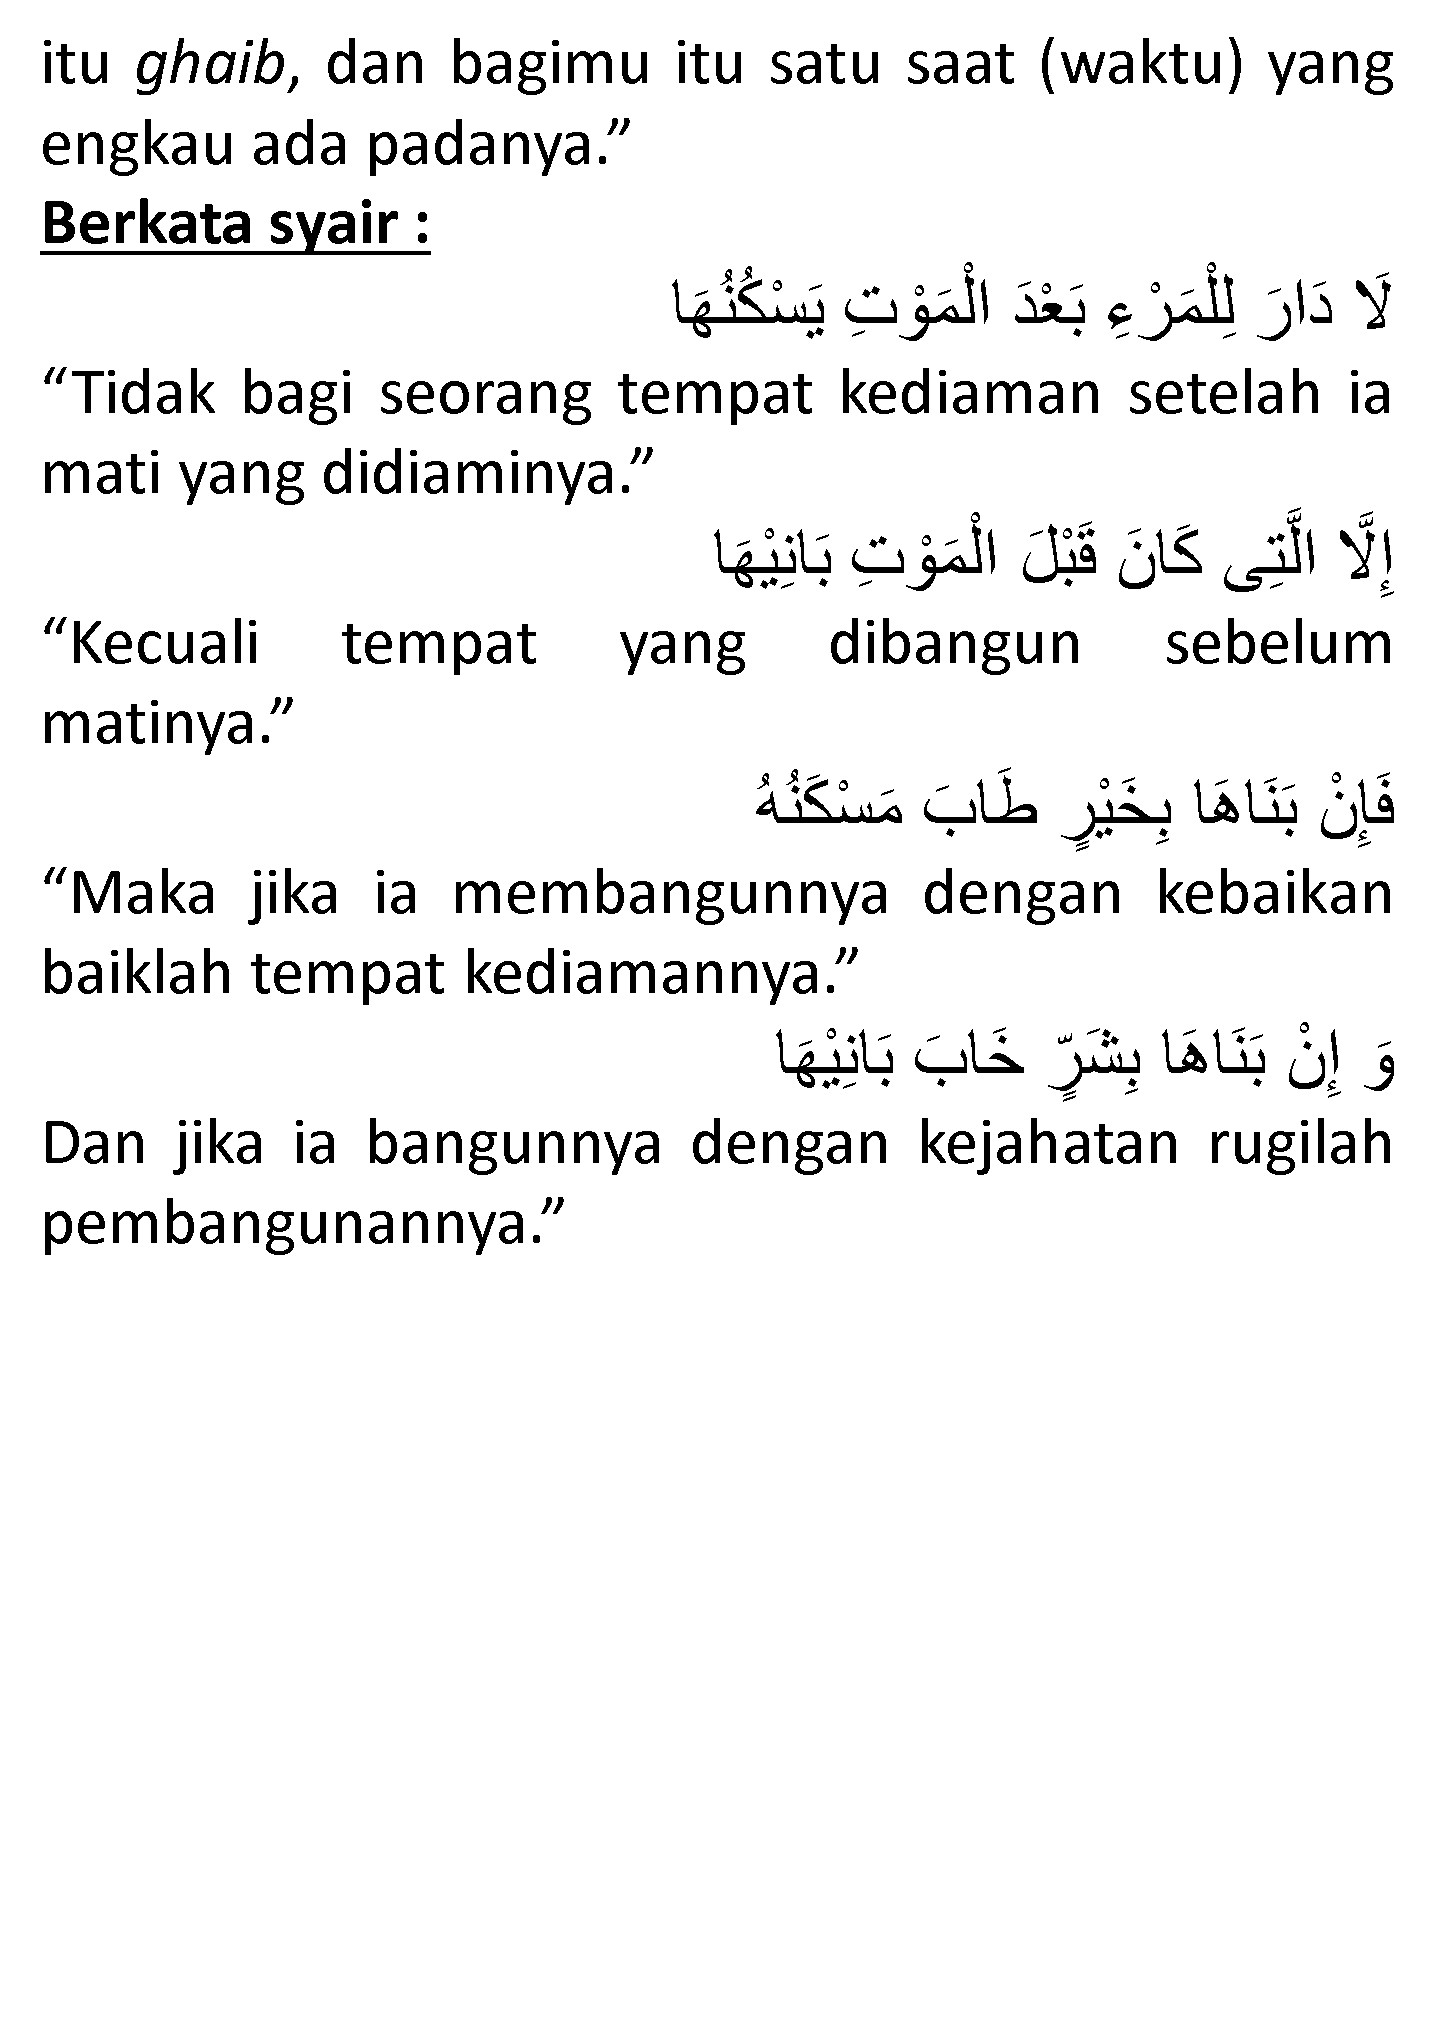 itu ghaib, dan bagimu itu satu saat (waktu) yang
engkau ada padanya.”
Berkata syair :
لَا دَارَ لِلْمَرْءِ بَعْدَ الْمَوْتِ يَسْكُنُهَا
“Tidak bagi seorang tempat kediaman setelah ia
mati yang didiaminya.”
إِلَّا الَّتِى كَانَ قَبْلَ الْمَوْتِ بَانِيْهَا
“Kecuali tempat yang dibangun sebelum
matinya.”
فَإِنْ بَنَاهَا بِخَيْرٍ طَابَ مَسْكَنُهُ
“Maka jika ia membangunnya dengan kebaikan
baiklah tempat kediamannya.”
وَ إِنْ بَنَاهَا بِشَرٍّ خَابَ بَانِيْهَا
Dan jika ia bangunnya dengan kejahatan rugilah
pembangunannya.”